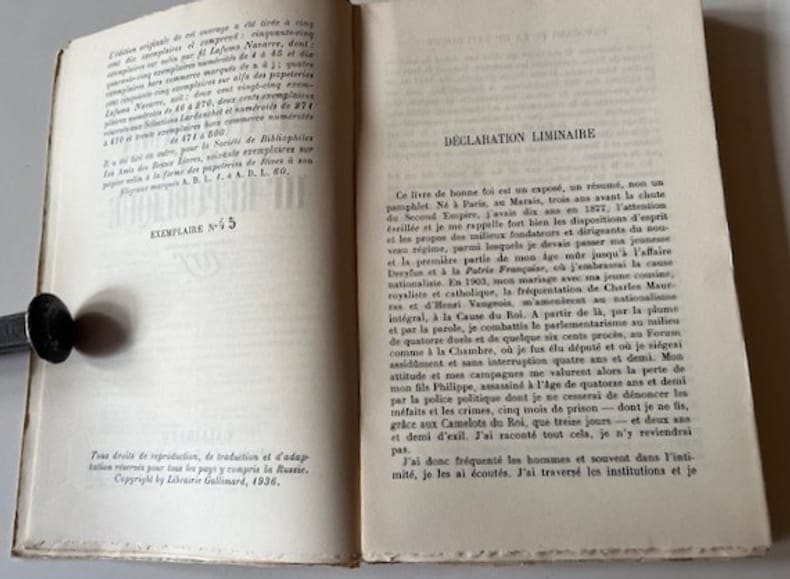 L'édition originale de cet ouvrage a été tirée à cinq
cent dix exemplaires et comprend : cinquante-cinq
exemplaires sur vélin pur fil Lafuma Navarre, dont :
quarante-cinq exemplaires numérotés de 1 à 45 et dix
exemplaires hors commerce marqués de a à j ; quatre
cent cinquante-cinq exemplaires sur alfa des papeteries
Lafuma Navarre, soit : deux cent vingt-cinq exem-
plaires numérotés de 46 à 270, deux cents exemplaires
réservés aux Sélections Lardanchet et numérotés de 271
à 470 et trente exemplaires hors commerce numérotés
de 471 à 500.
Il a été tiré en outre, pour la Société de Bibliophiles
Les Amis des Beaux Livres, soixante exemplaires sur
papier vélin à la forme des papeteries de Rives à son
filigrane marqués A. B. L. 1 à A. B. L. 60.
EXEMPLAIRE N° 45
Tous droits de reproduction, de traduction et d'adap-
tation réservés pour tous les pays y compris la Russie.
Copyright by Librairie Gallimard, 1936.
DÉCLARATION LIMINAIRE
Ce livre de bonne foi est un exposé, un résumé, non un
pamphlet. Né à Paris, au Marais, trois ans avant la chute
du Second Empire, j'avais dix ans en 1877, l'attention
éveillée et je me rappelle fort bien les dispositions d'esprit
et les propos des milieux fondateurs et dirigeants du nou-
veau régime, parmi lesquels je devais passer ma jeunesse
et la première partie de mon âge mûr jusqu'à l'affaire
Dreyfus et à la Patrie Française, où j'embrassai la cause
nationaliste. En 1903, mon mariage avec ma jeune cousine,
royaliste et catholique, la fréquentation de Charles Maur-
ras et d'Henri Vaugeois, m'amenèrent au nationalisme
intégral, à la Cause du Roi. A partir de là, par la plume
et par la parole, je combattis le parlementarisme au milieu
de quatorze duels et de quelque six cents procès, au Forum
comme à la Chambre, où je fus élu député et où je siégeai
assidûment et sans interruption quatre ans et demi. Mon
attitude et mes campagnes me valurent alors la perte de
mon fils Philippe, assassiné à l'âge de quatorze ans et demi
par la police politique dont je ne cesserai de dénoncer les
méfaits et les crimes, cinq mois de prison — dont je ne fis,
grâce aux Camelots du Roi, que treize jours — et deux ans
et demi d'exil. J'ai raconté tout cela, je n'y reviendrai
pas.
J'ai donc fréquenté les hommes et souvent dans l'inti-
mité, je les ai écoutés. J'ai traversé les institutions et je